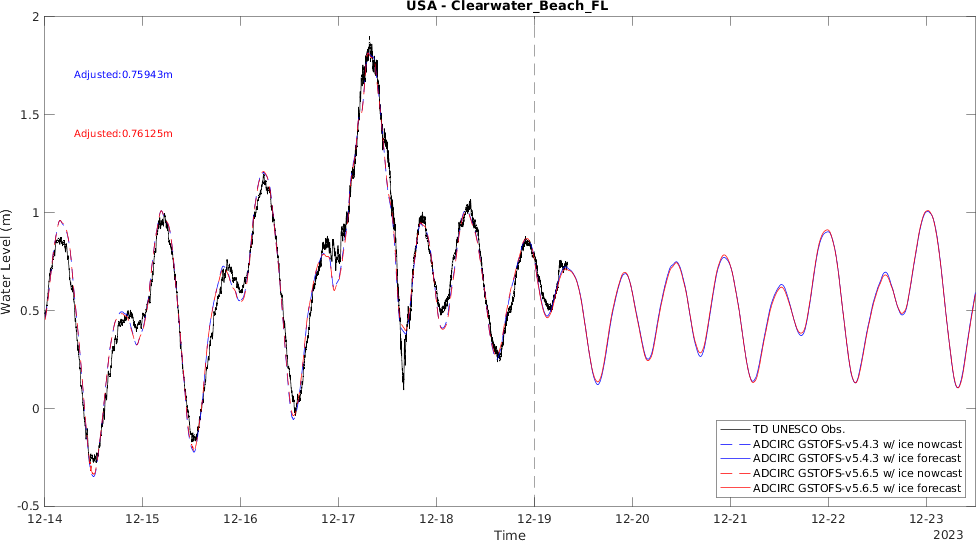 USA - Clearwater_Beach_FL
Water Level (m)
2
1.5
1
0.5
0
-0.5
Adjusted:0.75943m
Adjusted:0.76125m
TD UNESCO Obs.
ADCIRC GSTOFS-v5.4.3 w/ ice nowcast
ADCIRC GSTOFS-v5.4.3 w/ ice forecast
ADCIRC GSTOFS-v5.6.5 w/ ice nowcast
ADCIRC GSTOFS-v5.6.5 w/ ice forecast
12-14 12-15 12-16 12-17 12-18 12-19 12-20 12-21 12-22 12-23
Time
2023